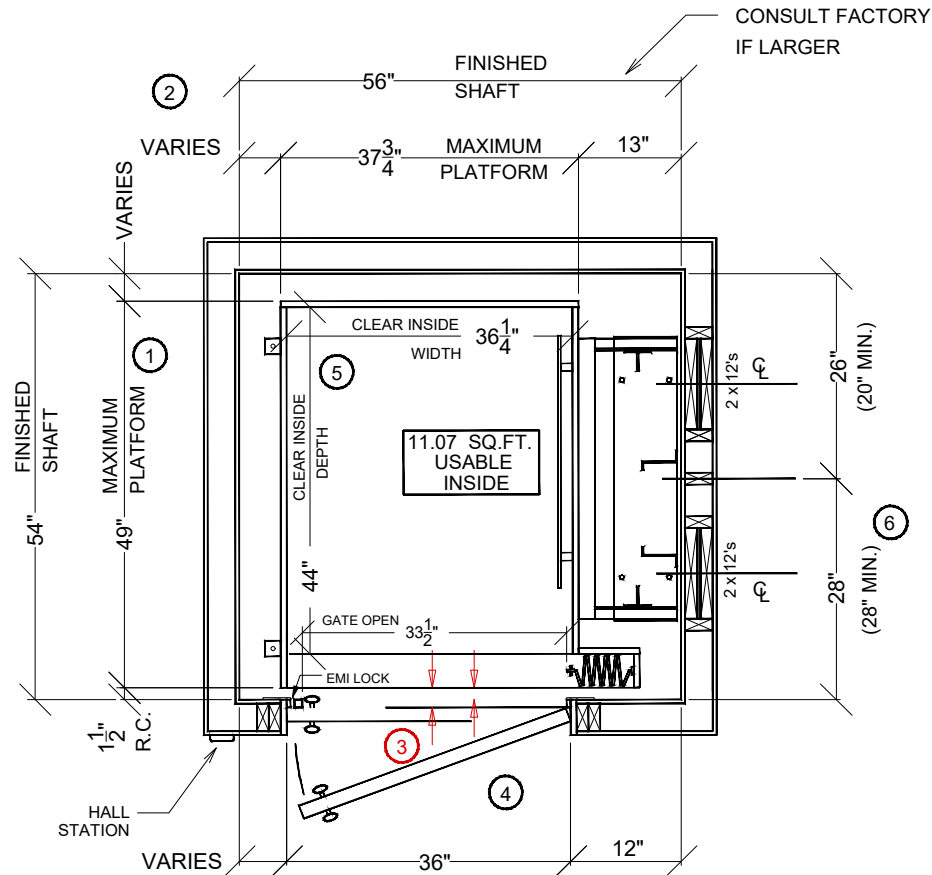 CONSULT FACTORY
IF LARGER
FINISHED
56"
SHAFT
2
VARIES
37 3/4"
MAXIMUM
PLATFORM
13"
VARIES
1
FINISHED
SHAFT
54"
MAXIMUM
PLATFORM
49"
CLEAR INSIDE
WIDTH
36 1/4"
5
CLEAR INSIDE
DEPTH
44"
11.07 SQ.FT.
USABLE
INSIDE
2 x 12's
CL
26"
(20" MIN.)
6
2 x 12's
CL
28"
(28" MIN.)
GATE OPEN
33 1/2"
EMI LOCK
1 1/2"
R.C.
3
4
HALL
STATION
VARIES
36"
12"